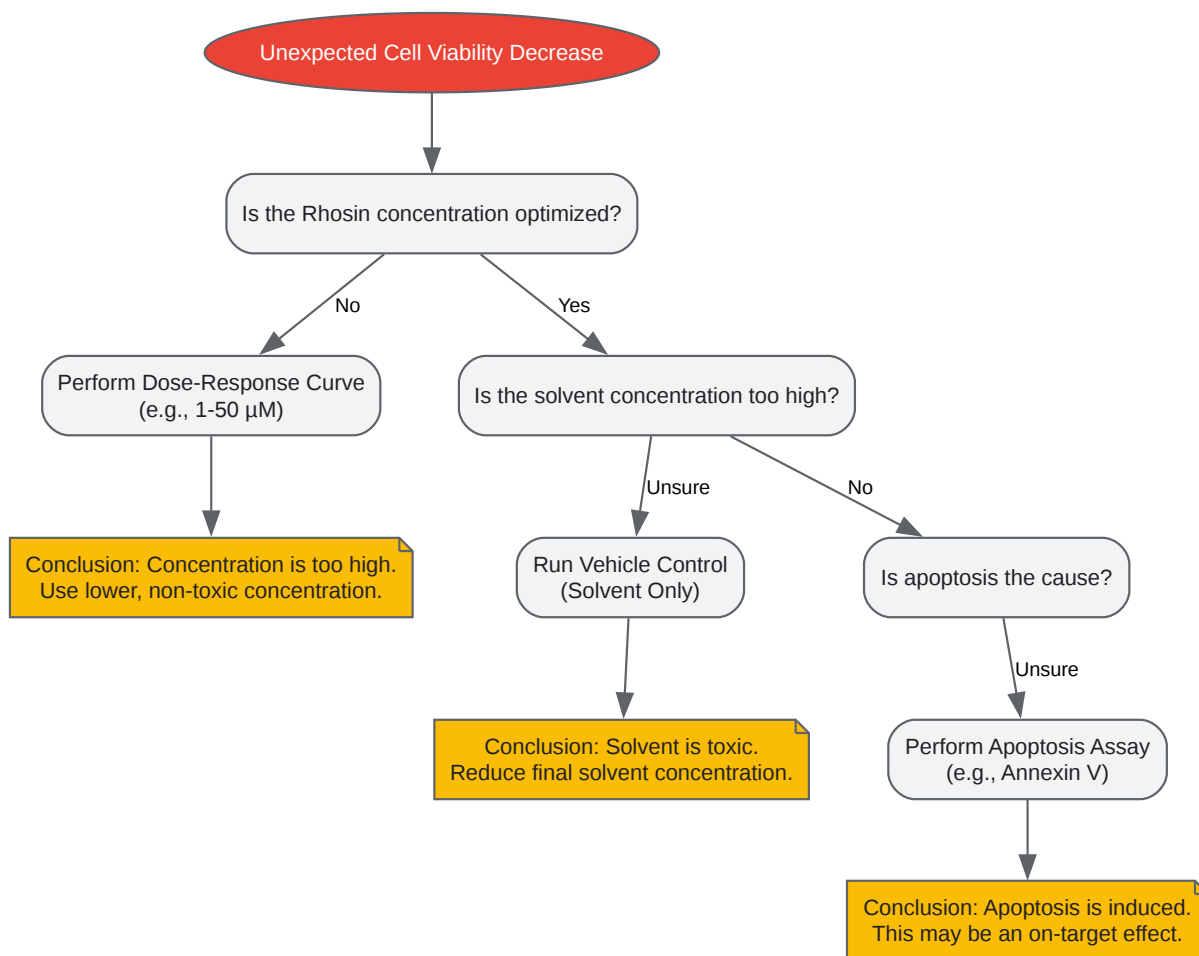 Unexpected Cell Viability Decrease
Is the Rhosin concentration optimized?
No
Yes
Perform Dose-Response Curve
(e.g., 1-50 µM)
Is the solvent concentration too high?
Unsure
No
Conclusion: Concentration is too high.
Use lower, non-toxic concentration.
Run Vehicle Control
(Solvent Only)
Is apoptosis the cause?
Unsure
Conclusion: Solvent is toxic.
Reduce final solvent concentration.
Perform Apoptosis Assay
(e.g., Annexin V)
Conclusion: Apoptosis is induced.
This may be an on-target effect.